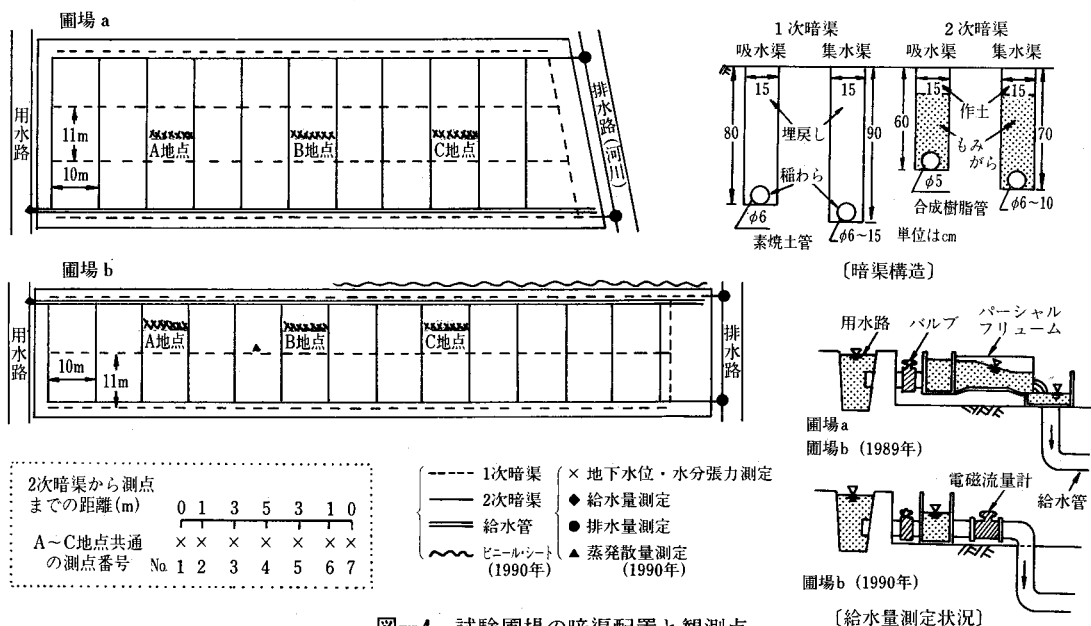 圃場 a
用水路
11m
10m
A地点
B地点
C地点
排水路(河川)
圃場 b
用水路
10m
11m
A地点
B地点
C地点
排水路
2次暗渠から測点
までの距離(m)
0 1 3 5 3 1 0
× × × × × × ×
A〜C地点共通
の測点番号
No. 1 2 3 4 5 6 7
1次暗渠
2次暗渠
給水管
ビニール・シート
(1990年)
× 地下水位・水分張力測定
◆ 給水量測定
● 排水量測定
▲ 蒸発散量測定
(1990年)
1次暗渠
吸水渠 集水渠
2次暗渠
吸水渠 集水渠
15
15
15
15
80
90
60
70
埋戻し
稲わら
作土
もみ
がら
φ6
φ6~15
φ5
φ6~10
素焼土管
合成樹脂管
単位はcm
〔暗渠構造〕
用水路
バルブ
パーシャル
フリューム
圃場a
圃場b (1989年)
電磁流量計
給水管
圃場b (1990年)
〔給水量測定状況〕